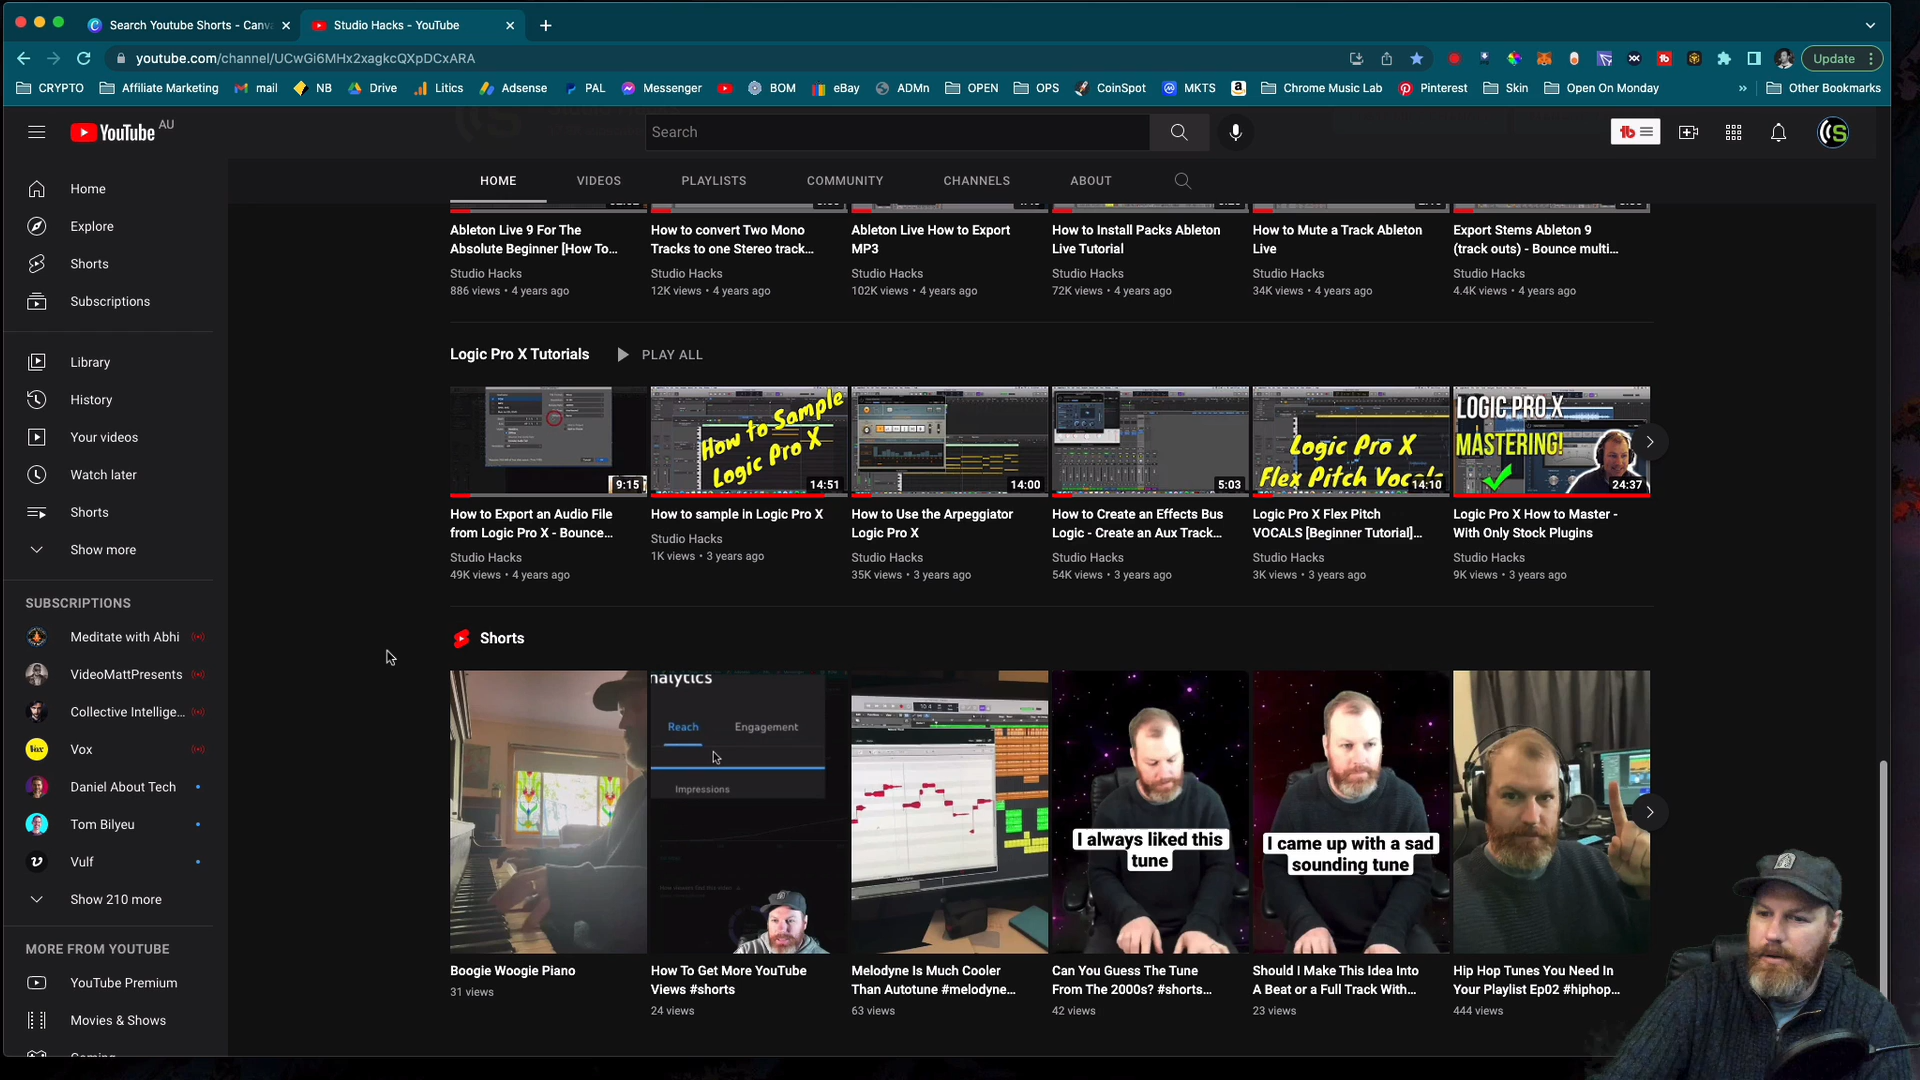 Search Youtube Shorts - Canv
Studio Hacks - YouTube
youtube.com/channel/UCwGi6MHx2xagkcQXpDCxARA
Update
CRYPTO
Affiliate Marketing
mail
NB
Drive
Litics
Adsense
PAL
Messenger
BOM
eBay
ADMn
OPEN
OPS
CoinSpot
MKTS
Chrome Music Lab
Pinterest
Skin
Open On Monday
Other Bookmarks
YouTube AU
Search
HOME
VIDEOS
PLAYLISTS
COMMUNITY
CHANNELS
ABOUT
Home
Explore
Shorts
Subscriptions
Library
History
Your videos
Watch later
Shorts
Show more
SUBSCRIPTIONS
Meditate with Abhi
VideoMattPresents
Collective Intellige...
Vox
Daniel About Tech
Tom Bilyeu
Vulf
Show 210 more
MORE FROM YOUTUBE
YouTube Premium
Movies & Shows
Ableton Live 9 For The
Absolute Beginner [How To...
Studio Hacks
886 views • 4 years ago
How to convert Two Mono
Tracks to one Stereo track...
Studio Hacks
12K views • 4 years ago
Ableton Live How to Export
MP3
Studio Hacks
102K views • 4 years ago
How to Install Packs Ableton
Live Tutorial
Studio Hacks
72K views • 4 years ago
How to Mute a Track Ableton
Live
Studio Hacks
34K views • 4 years ago
Export Stems Ableton 9
(track outs) - Bounce multi...
Studio Hacks
4.4K views • 4 years ago
Logic Pro X Tutorials
PLAY ALL
9:15
How to Export an Audio File
from Logic Pro X - Bounce...
Studio Hacks
49K views • 4 years ago
How to Sample
Logic Pro X
14:51
How to sample in Logic Pro X
Studio Hacks
1K views • 3 years ago
14:00
How to Use the Arpeggiator
Logic Pro X
Studio Hacks
35K views • 3 years ago
5:03
How to Create an Effects Bus
Logic - Create an Aux Track...
Studio Hacks
54K views • 3 years ago
Logic Pro X
Flex Pitch Vocals
14:10
Logic Pro X Flex Pitch
VOCALS [Beginner Tutorial]...
Studio Hacks
3K views • 3 years ago
LOGIC PRO X
MASTERING!
24:37
Logic Pro X How to Master -
With Only Stock Plugins
Studio Hacks
9K views • 3 years ago
Shorts
Boogie Woogie Piano
31 views
nalytics
Reach
Engagement
Impressions
How To Get More YouTube
Views #shorts
24 views
Melodyne Is Much Cooler
Than Autotune #melodyne...
63 views
I always liked this
tune
Can You Guess The Tune
From The 2000s? #shorts...
42 views
I came up with a sad
sounding tune
Should I Make This Idea Into
A Beat or a Full Track With...
23 views
Hip Hop Tunes You Need In
Your Playlist Ep02 #hiphop...
444 views